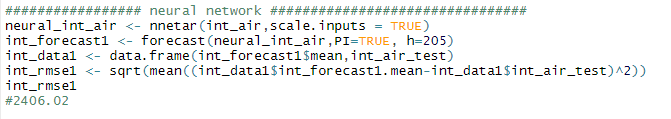 ################# neural network ################################
neural_int_air <- nnetar(int_air,scale.inputs = TRUE)
int_forecast1 <- forecast(neural_int_air,PI=TRUE, h=205)
int_data1 <- data.frame(int_forecast1$mean,int_air_test)
int_rmse1 <- sqrt(mean((int_data1$int_forecast1.mean-int_data1$int_air_test)^2))
int_rmse1
#2406.02